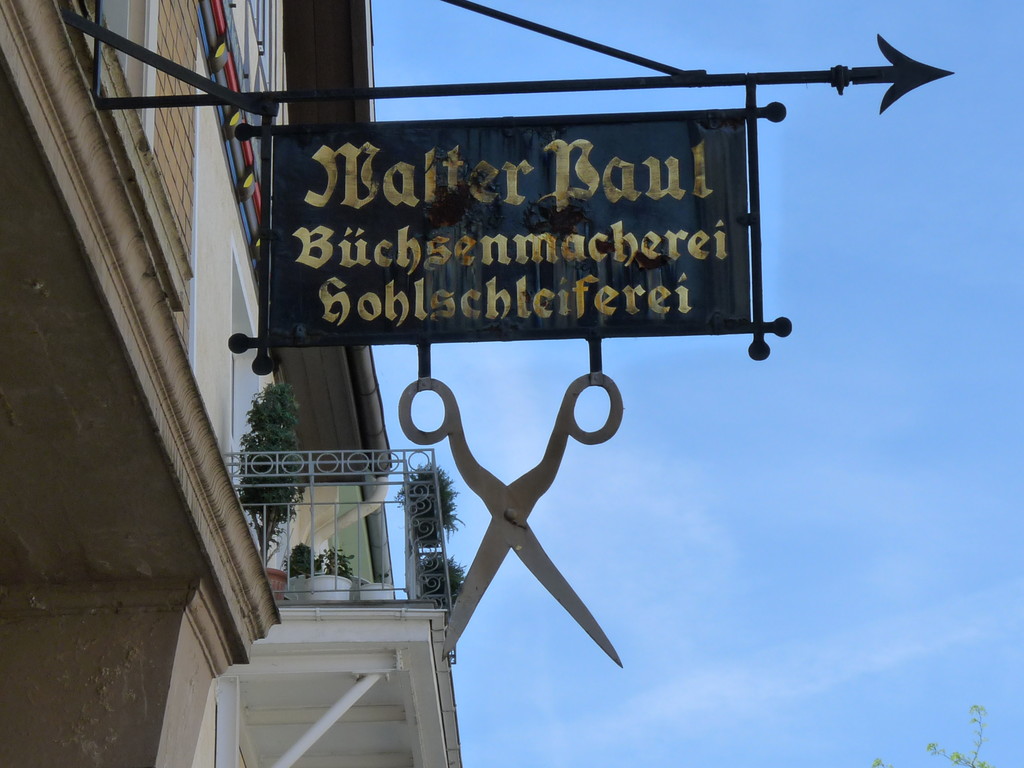 Walter Paul
Büchsenmacherei
Hohlschleiferei